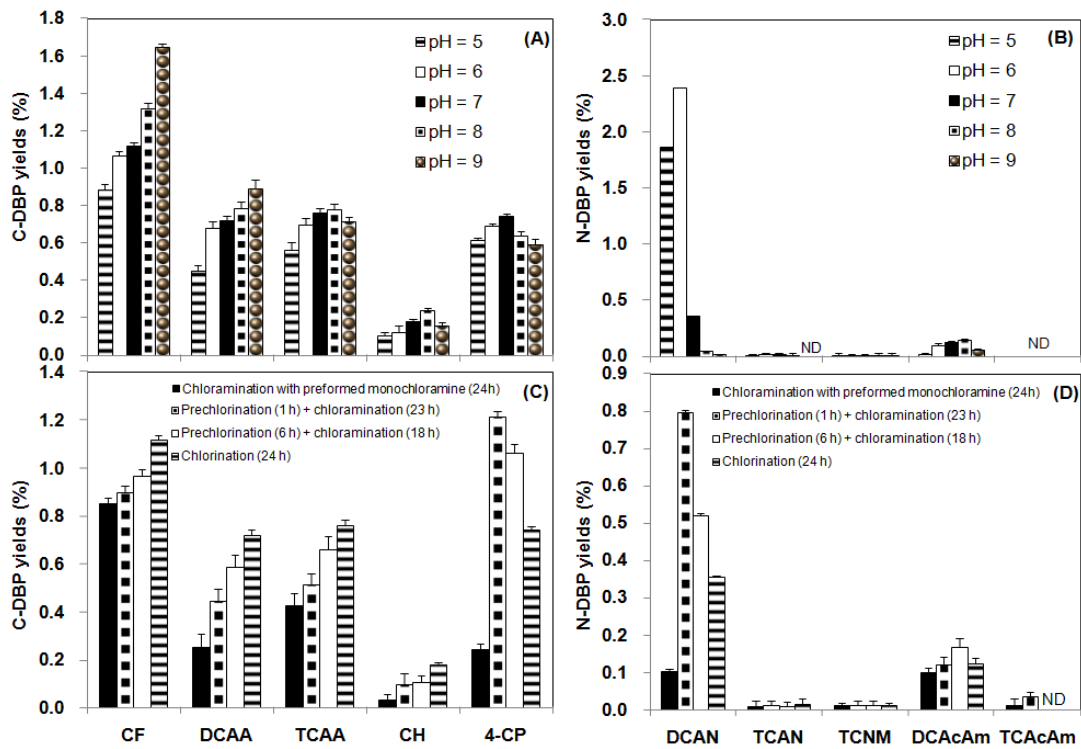 (A)
C-DBP yields (%)
1.8
1.6
1.4
1.2
1.0
0.8
0.6
0.4
0.2
0.0
pH = 5
pH = 6
pH = 7
pH = 8
pH = 9
(B)
N-DBP yields (%)
3.0
2.5
2.0
1.5
1.0
0.5
0.0
pH = 5
pH = 6
pH = 7
pH = 8
pH = 9
ND
ND
(C)
C-DBP yields (%)
1.4
1.2
1.0
0.8
0.6
0.4
0.2
0.0
Chloramination with preformed monochloramine (24h)
Prechlorination (1 h) + chloramination (23 h)
Prechlorination (6 h) + chloramination (18 h)
Chlorination (24 h)
CF DCAA TCAA CH 4-CP
(D)
N-DBP yields (%)
0.9
0.8
0.7
0.6
0.5
0.4
0.3
0.2
0.1
0.0
Chloramination with preformed monochloramine (24h)
Prechlorination (1 h) + chloramination (23 h)
Prechlorination (6 h) + chloramination (18 h)
Chlorination (24 h)
ND
DCAN TCAN TCNM DCAcAm TCAcAm